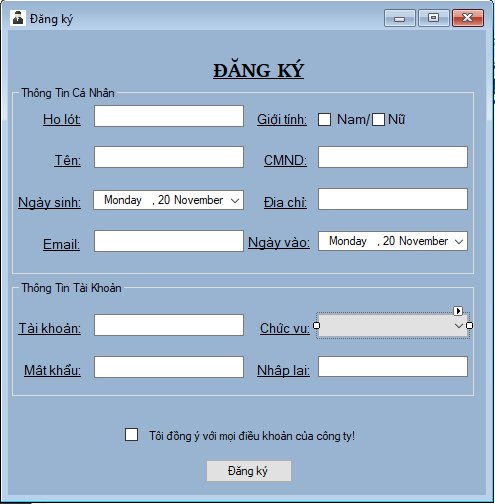 Đăng ký
ĐĂNG KÝ
Thông Tin Cá Nhân
Họ lót: Giới tính: Nam/ Nữ
Tên: CMND:
Ngày sinh: Monday , 20 November Địa chỉ:
Email: Ngày vào: Monday , 20 November
Thông Tin Tài Khoản
Tài khoản: Chức vụ:
Mật khẩu: Nhập lại:
Tôi đồng ý với mọi điều khoản của công ty!
Đăng ký